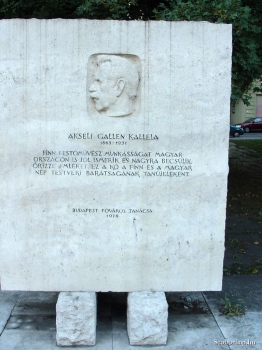 AKSELI GALLEN KALLELA
1865-1931
FINN FESTŐMŰVÉSZ MUNKÁSSÁGÁT MAGYAR-
ORSZÁGON IS JÓL ISMERIK ÉS NAGYRA BECSÜLIK.
ŐRIZZE EMLÉKÉT EZ A KŐ A FINN ÉS A MAGYAR
NÉP TESTVÉRI BARÁTSÁGÁNAK TANÚJELEKÉNT.
BUDAPEST FŐVÁROS TANÁCSA
1978